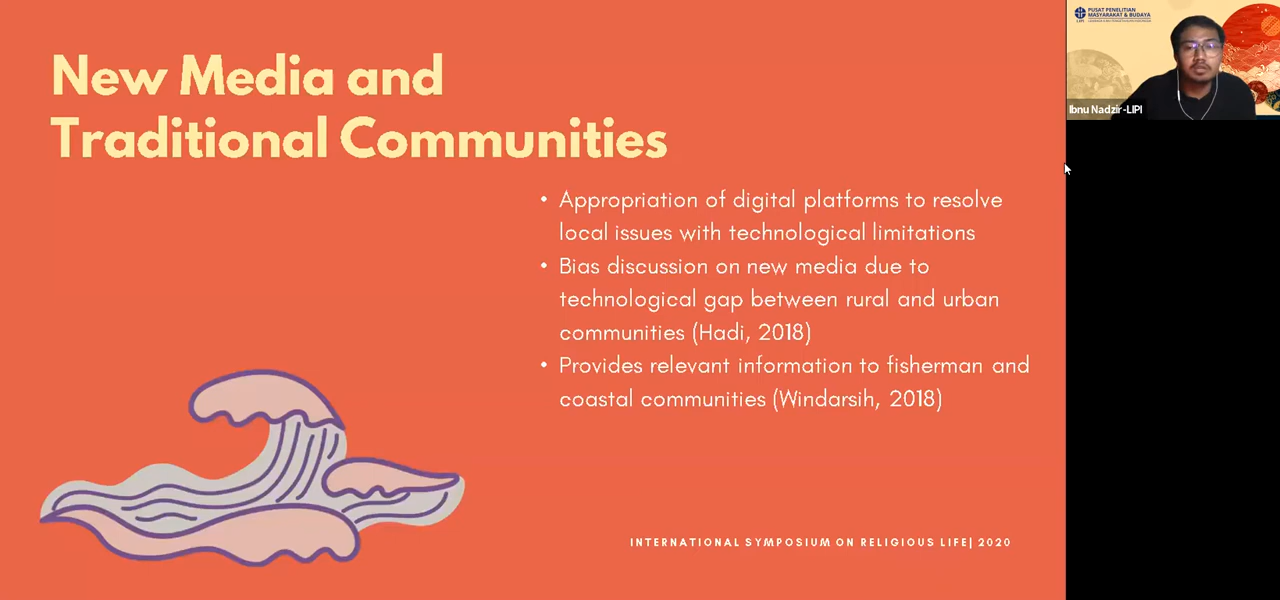 New Media and
Traditional Communities
• Appropriation of digital platforms to resolve
local issues with technological limitations
• Bias discussion on new media due to
technological gap between rural and urban
communities (Hadi, 2018)
• Provides relevant information to fisherman and
coastal communities (Windarsih, 2018)
INTERNATIONAL SYMPOSIUM ON RELIGIOUS LIFE| 2020
PUSAT PENELITIAN
MASYARAKAT & BUDAYA
LIPI
Ibnu Nadzir-LIPI